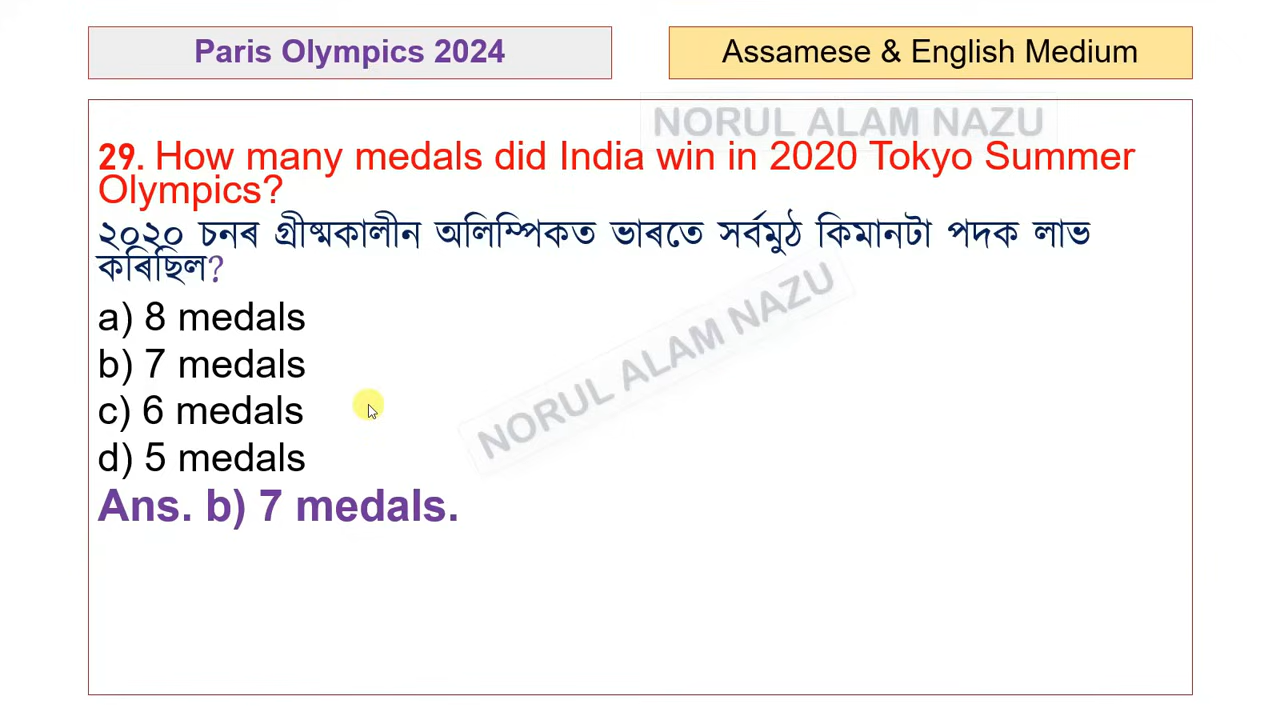 Paris Olympics 2024
Assamese & English Medium
NORUL ALAM NAZU
29. How many medals did India win in 2020 Tokyo Summer
Olympics?
২০২০ চনৰ গ্ৰীষ্মকালীন অলিম্পিকত ভাৰতে সৰ্বমুঠ কিমানটা পদক লাভ
কৰিছিল?
a) 8 medals
b) 7 medals
c) 6 medals
d) 5 medals
NORUL ALAM NAZU
Ans. b) 7 medals.